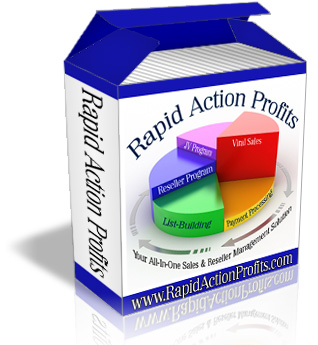 Rapid Action Profits
Rapid Action Profits
JV Program
Viral Sales
Reseller Program
List-Building
Payment Processing
Your All-In-One Sales & Reseller Management Solution
www.RapidActionProfits.com